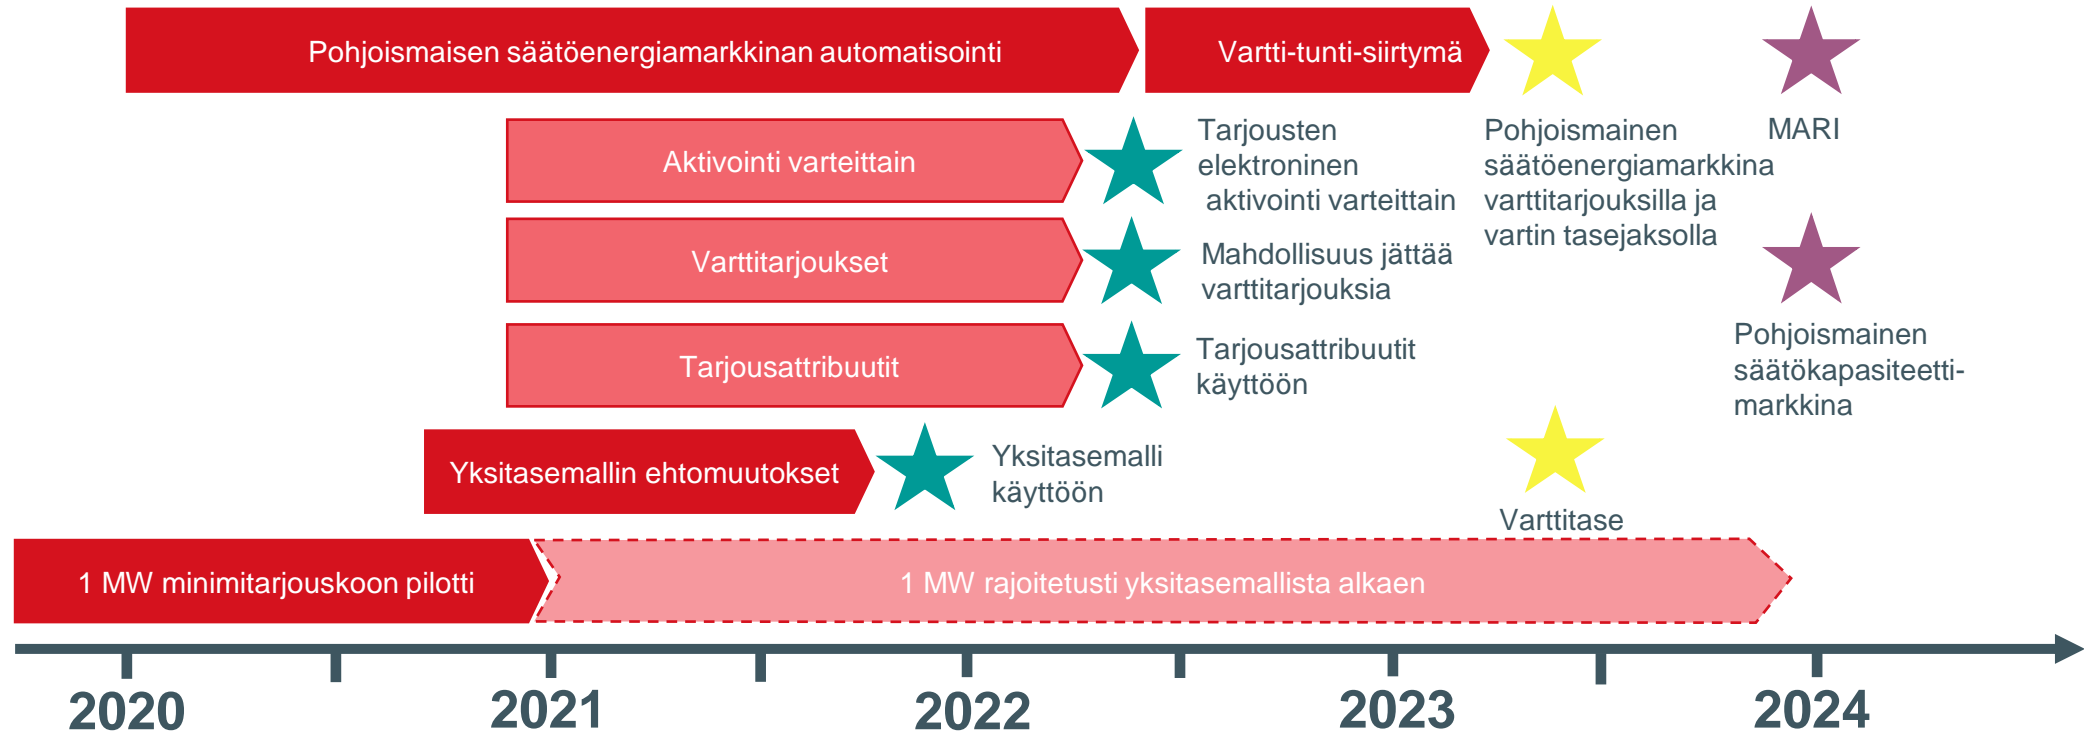 Pohjoismaisen säätöenergiamarkkinan automatisointi
Vartti-tunti-siirtymä
Aktivointi varteittain
Tarjousten
elektroninen
aktivointi varteittain
Pohjoismainen
säätöenergiamarkkina
varttitarjouksilla ja
vartin tasejaksolla
MARI
Varttitarjoukset
Mahdollisuus jättää
varttitarjouksia
Tarjousattribuutit
Tarjousattribuutit
käyttöön
Pohjoismainen
säätökapasiteetti-
markkina
Yksitasemallin ehtomuutokset
Yksitasemalli
käyttöön
Varttitase
1 MW minimitarjouskoon pilotti
1 MW rajoitetusti yksitasemallista alkaen
2020
2021
2022
2023
2024